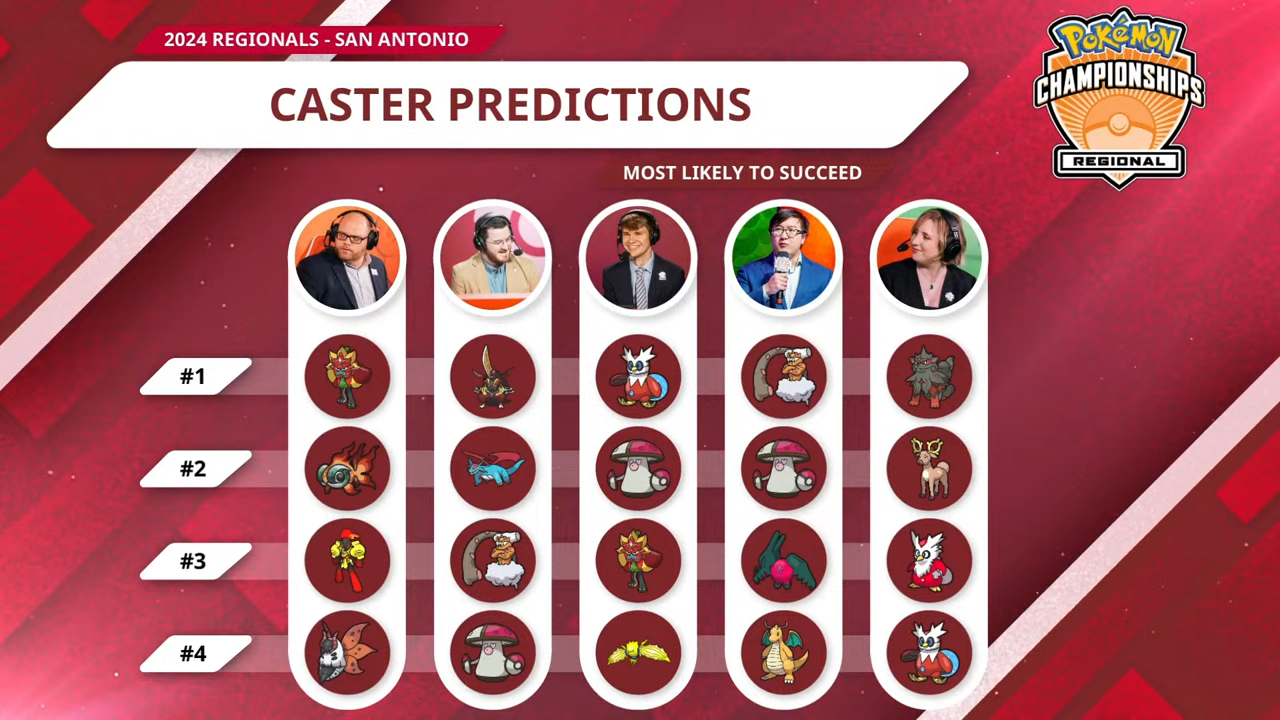 2024 REGIONALS - SAN ANTONIO
CASTER PREDICTIONS
MOST LIKELY TO SUCCEED
Pokémon
CHAMPIONSHIPS
REGIONAL
#1
#2
#3
#4